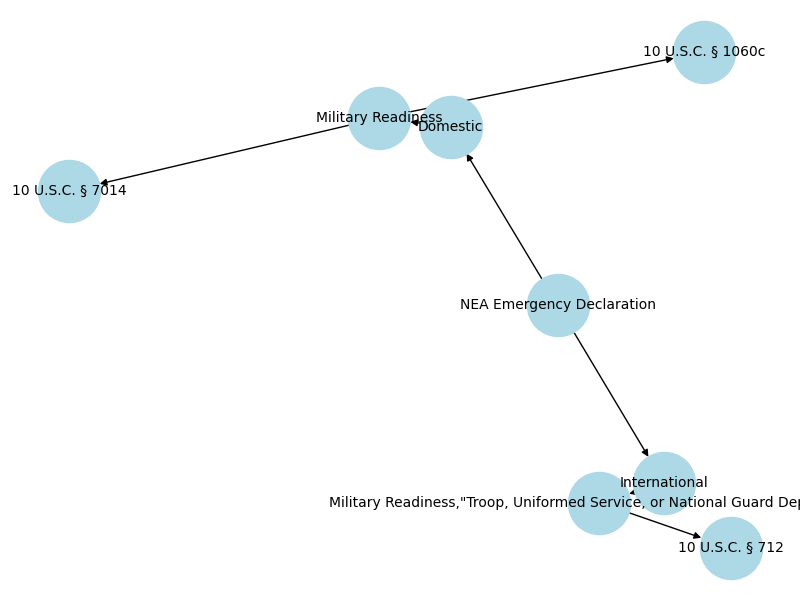 10 U.S.C. § 1060c
Military Readiness
Domestic
10 U.S.C. § 7014
NEA Emergency Declaration
International
Military Readiness,"Troop, Uniformed Service, or National Guard Dep
10 U.S.C. § 712